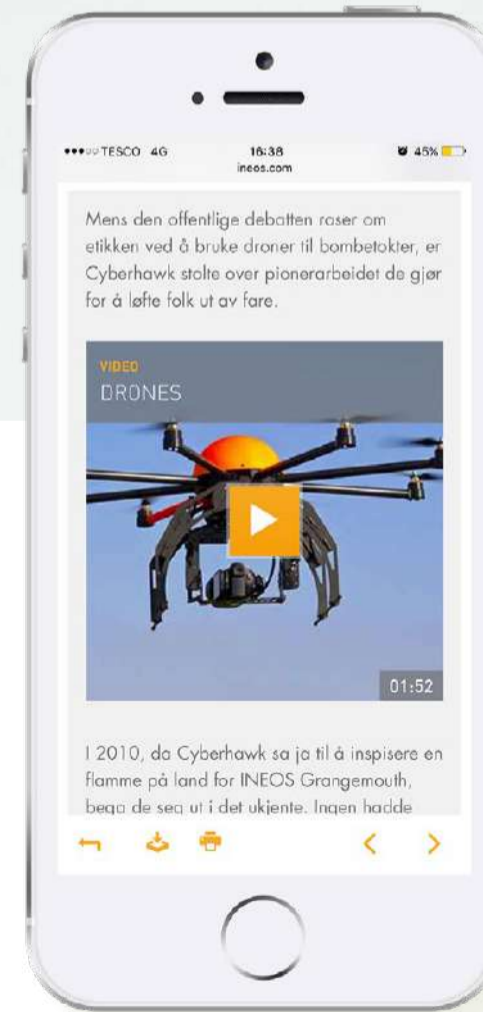 TESCO 4G 16:38 45%
ineos.com
Mens den offentlige debatten raser om
etikken ved å bruke droner til bombetokter, er
Cyberhawk stolte over pionerarbeidet de gjør
for å løfte folk ut av fare.
VIDEO
DRONES
01:52
I 2010, da Cyberhawk sa ja til å inspisere en
flamme på land for INEOS Grangemouth,
bega de seg ut i det ukjente. Ingen hadde